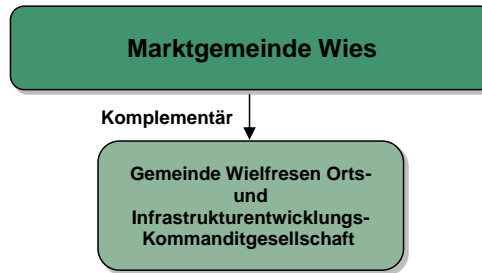 Marktgemeinde Wies
Komplementär
Gemeinde Wielfresen Orts-
und
Infrastrukturentwicklungs-
Kommanditgesellschaft